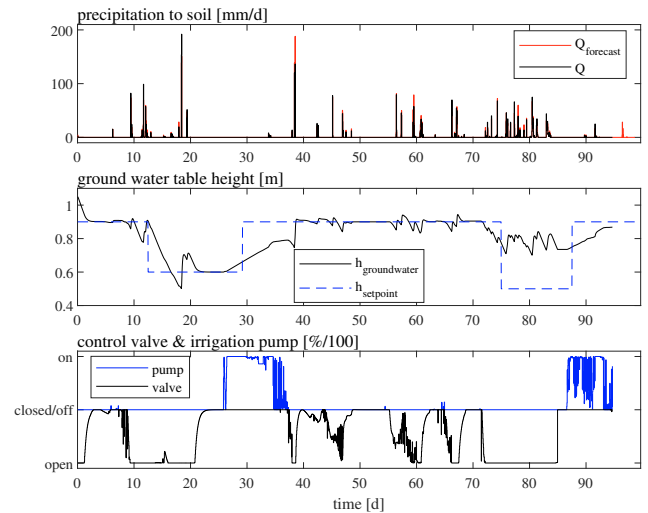 precipitation to soil [mm/d]
200
100
0
Q_forecast
Q
0 10 20 30 40 50 60 70 80 90
ground water table height [m]
1
0.8
0.6
0.4
h_groundwater
h_setpoint
0 10 20 30 40 50 60 70 80 90
control valve & irrigation pump [%/100]
on
closed/off
open
pump
valve
0 10 20 30 40 50 60 70 80 90
time [d]